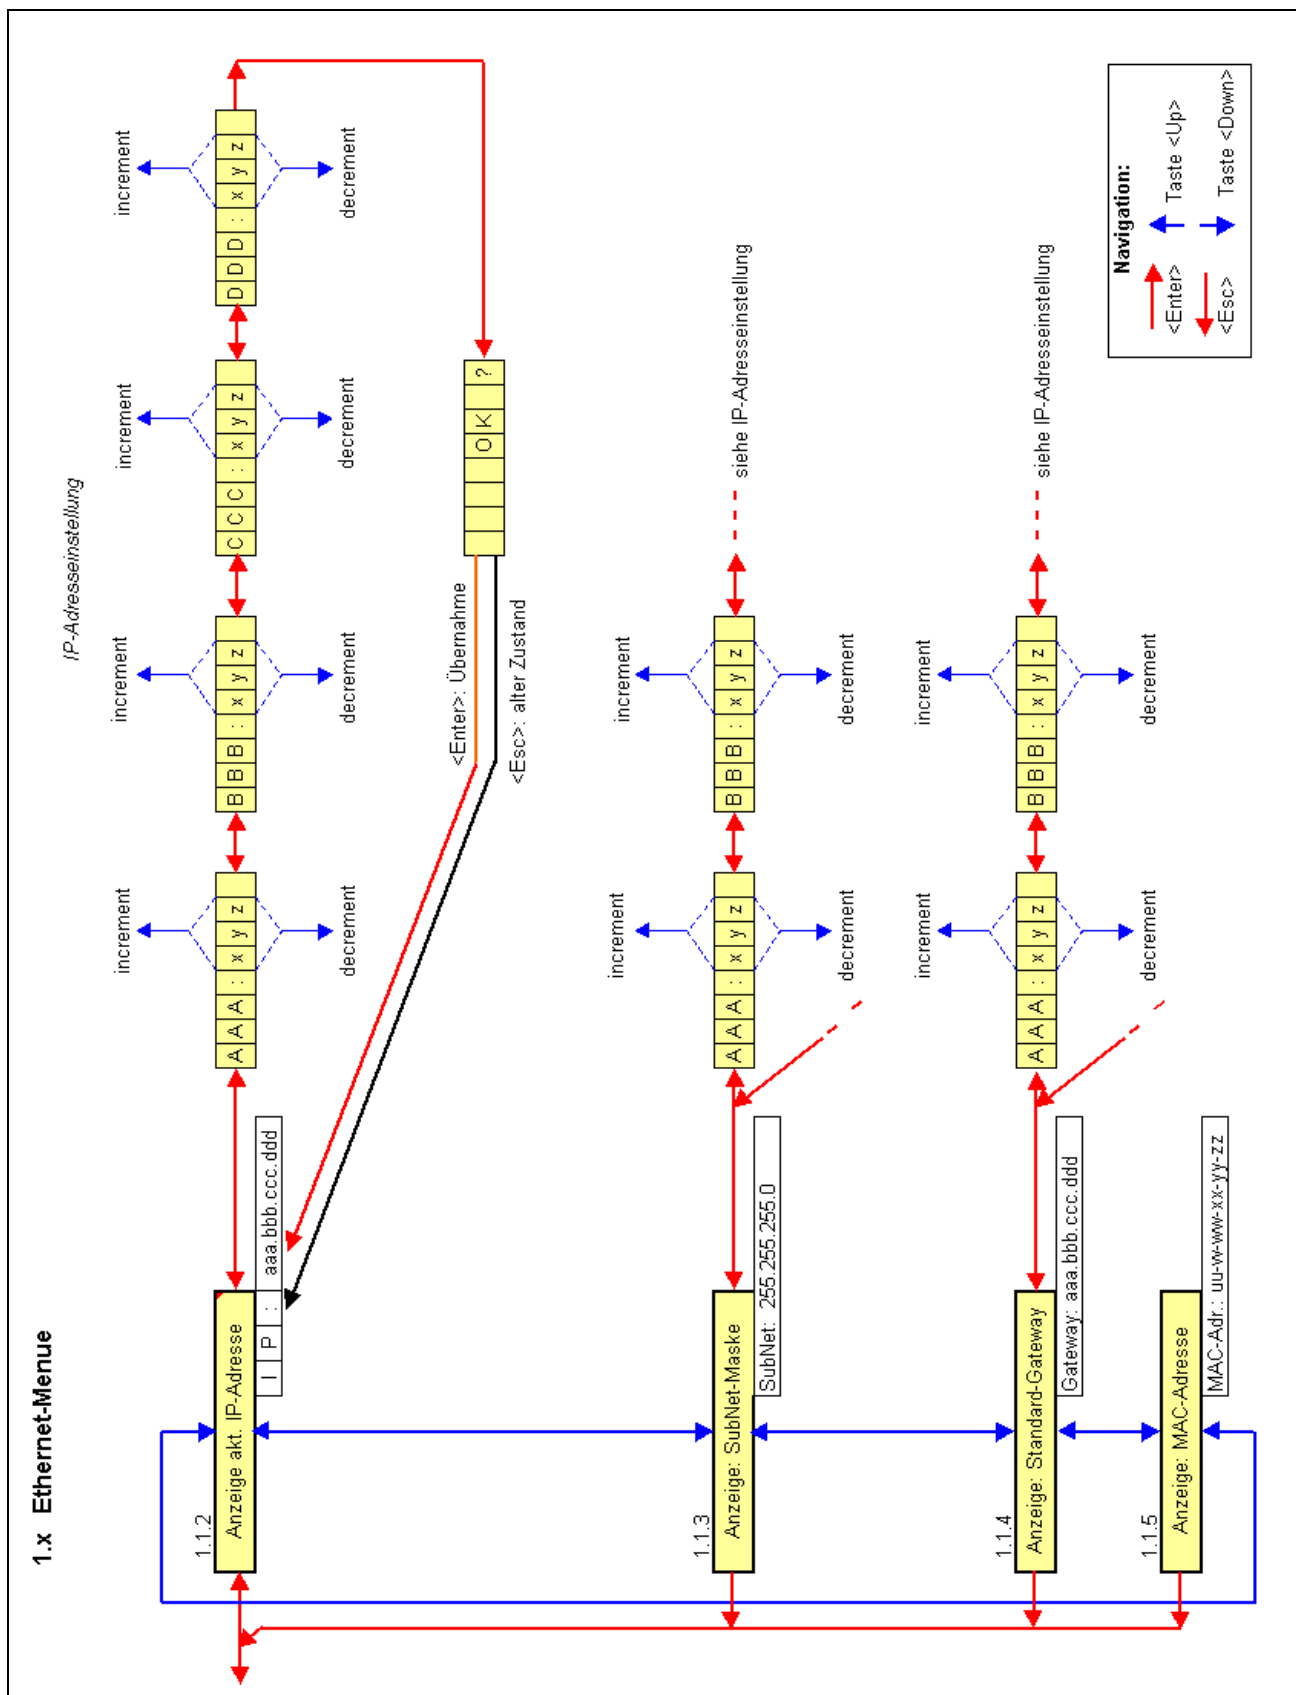 1.x Ethernet-Menue
IP-Adresseinstellung
increment
increment
increment
increment
1.1.2
Anzeige akt. IP-Adresse
A A A : x y z
B B B : x y z
C C C : x y z
D D D : x y z
I P : aaa.bbb.ccc.ddd
decrement
decrement
decrement
decrement
<Enter>: Übernahme
O K ?
<Esc>: alter Zustand
increment
increment
1.1.3
Anzeige: SubNet-Maske
A A A : x y z
B B B : x y z
siehe IP-Adresseinstellung
SubNet: 255.255.255.0
decrement
decrement
increment
increment
1.1.4
Anzeige: Standard-Gateway
A A A : x y z
B B B : x y z
siehe IP-Adresseinstellung
Gateway: aaa.bbb.ccc.ddd
decrement
decrement
1.1.5
Anzeige: MAC-Adresse
MAC-Adr.: uu-vv-ww-xx-yy-zz
Navigation:
<Enter> Taste <Up>
<Esc> Taste <Down>